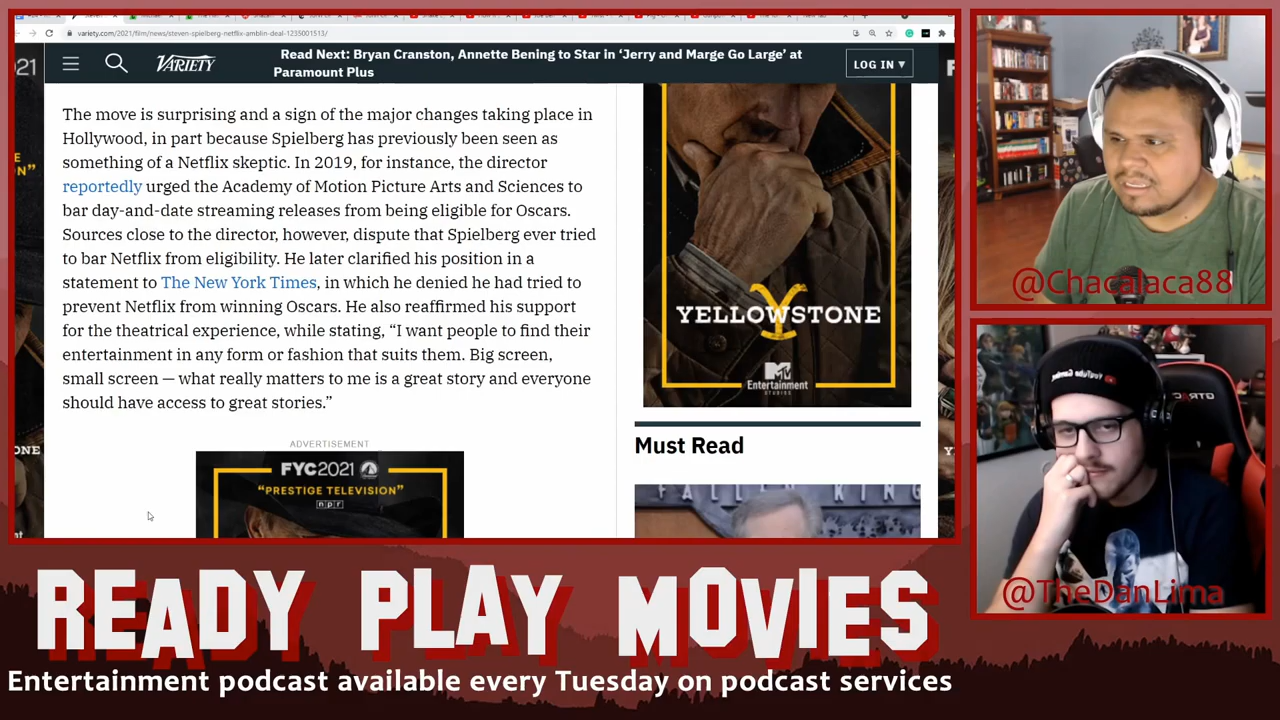 variety.com/2021/film/news/steven-spielberg-netflix-amblin-deal-1235001513/
VARIETY
Read Next: Bryan Cranston, Annette Bening to Star in ‘Jerry and Marge Go Large’ at
Paramount Plus
LOG IN ▾
The move is surprising and a sign of the major changes taking place in
Hollywood, in part because Spielberg has previously been seen as
something of a Netflix skeptic. In 2019, for instance, the director
reportedly urged the Academy of Motion Picture Arts and Sciences to
bar day-and-date streaming releases from being eligible for Oscars.
Sources close to the director, however, dispute that Spielberg ever tried
to bar Netflix from eligibility. He later clarified his position in a
statement to The New York Times, in which he denied he had tried to
prevent Netflix from winning Oscars. He also reaffirmed his support
for the theatrical experience, while stating, “I want people to find their
entertainment in any form or fashion that suits them. Big screen,
small screen — what really matters to me is a great story and everyone
should have access to great stories.”
ADVERTISEMENT
FYC2021
“PRESTIGE TELEVISION”
npr
YELLOWSTONE
MTV
Entertainment
STUDIOS
Must Read
FALLEN KING
@Chacalaca88
YouTube Gaming
GTRAC
@TheDanLima
READY PLAY MOVIES
Entertainment podcast available every Tuesday on podcast services